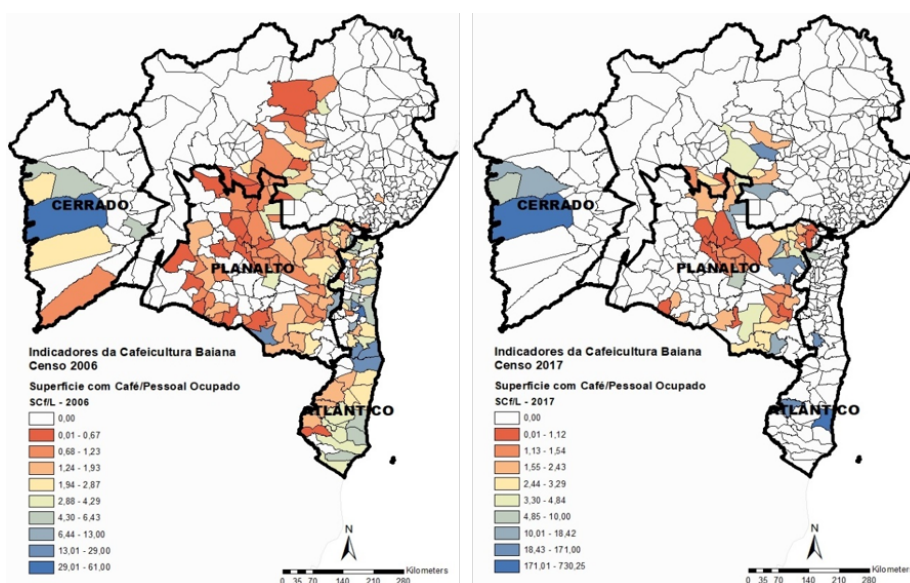 CERRADO
PLANALTO
Indicadores da Cafeicultura Baiana
Censo 2006
Superficie com Café/Pessoal Ocupado
SCf/L - 2006
ATLÂNTICO
0,00
0,01 - 0,67
0,68 - 1,23
1,24 - 1,93
1,94 - 2,87
2,88 - 4,29
4,30 - 6,43
6,44 - 13,00
13,01 - 29,00
29,01 - 61,00
N
Kilometers
0 35 70 140 210 280
CERRADO
PLANALTO
Indicadores da Cafeicultura Baiana
Censo 2017
Superficie com Café/Pessoal Ocupado
SCf/L - 2017
ATLÂNTICO
0,00
0,01 - 1,12
1,13 - 1,54
1,55 - 2,43
2,44 - 3,29
3,30 - 4,84
4,85 - 10,00
10,01 - 18,42
18,43 - 171,00
171,01 - 730,25
N
Kilometers
0 35 70 140 210 280